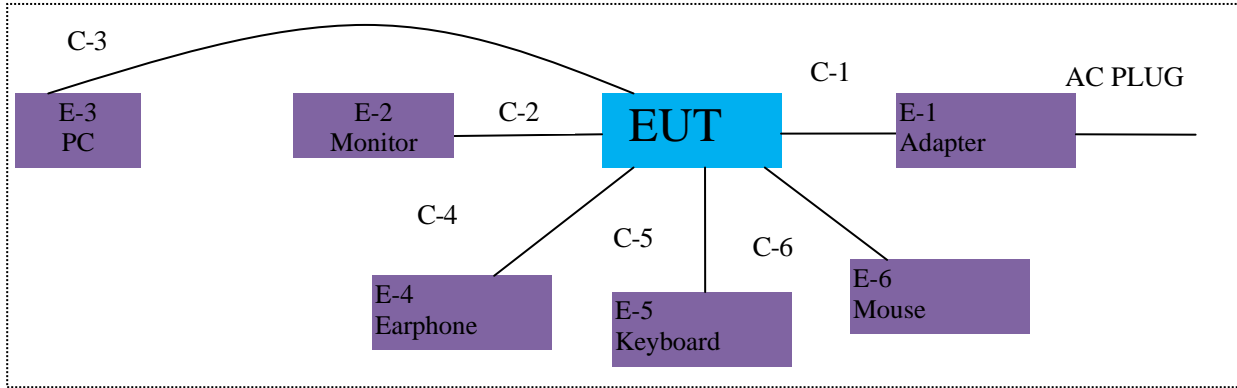 C-3
C-1
AC PLUG
E-3
PC
E-2
Monitor
C-2
EUT
E-1
Adapter
C-4
C-5
C-6
E-4
Earphone
E-5
Keyboard
E-6
Mouse